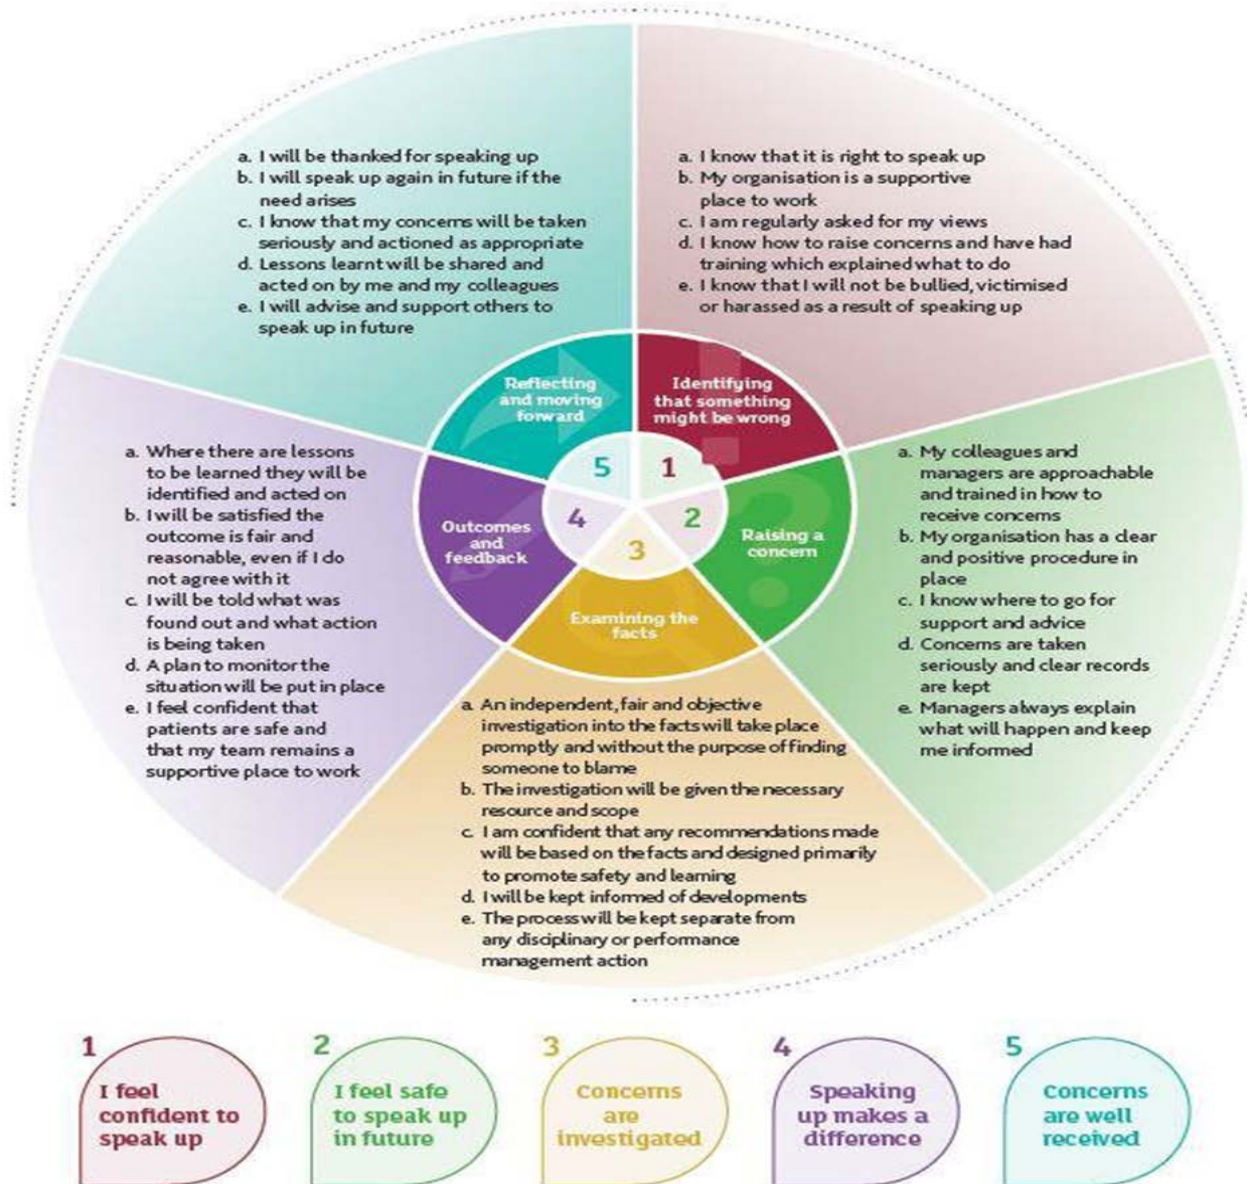 a. I will be thanked for speaking up
b. I will speak up again in future if the
need arises
c. I know that my concerns will be taken
seriously and actioned as appropriate
d. Lessons learnt will be shared and
acted on by me and my colleagues
e. I will advise and support others to
speak up in future
a. I know that it is right to speak up
b. My organisation is a supportive
place to work
c. I am regularly asked for my views
d. I know how to raise concerns and have had
training which explained what to do
e. I know that I will not be bullied, victimised
or harassed as a result of speaking up
Reflecting
and moving
forward
Identifying
that something
might be wrong
5
1
4
2
3
Outcomes
and
feedback
Raising a
concern
Examining the
facts
a. Where there are lessons
to be learned they will be
identified and acted on
b. I will be satisfied the
outcome is fair and
reasonable, even if I do
not agree with it
c. I will be told what was
found out and what action
is being taken
d. A plan to monitor the
situation will be put in place
e. I feel confident that
patients are safe and
that my team remains a
supportive place to work
a. My colleagues and
managers are approachable
and trained in how to
receive concerns
b. My organisation has a clear
and positive procedure in
place
c. I know where to go for
support and advice
d. Concerns are taken
seriously and clear records
are kept
e. Managers always explain
what will happen and keep
me informed
a. An independent, fair and objective
investigation into the facts will take place
promptly and without the purpose of finding
someone to blame
b. The investigation will be given the necessary
resource and scope
c. I am confident that any recommendations made
will be based on the facts and designed primarily
to promote safety and learning
d. I will be kept informed of developments
e. The process will be kept separate from
any disciplinary or performance
management action
1
I feel
confident to
speak up
2
I feel safe
to speak up
in future
3
Concerns
are
investigated
4
Speaking
up makes a
difference
5
Concerns
are well
received